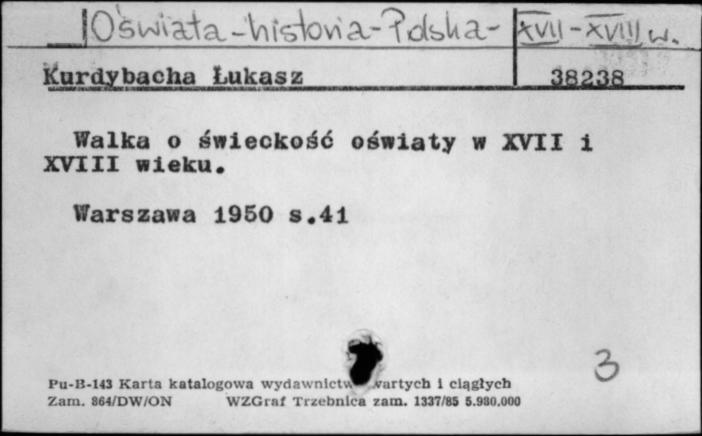 Oświata - historia - Polska - XVII - XVIII w.
Kurdybacha Łukasz 38238
Walka o świeckość oświaty w XVII i
XVIII wieku.
Warszawa 1950 s.41
3
Pu-B-143 Karta katalogowa wydawnictw zwartych i ciągłych
Zam. 864/DW/ON WZGraf Trzebnica zam. 1337/85 5.980.000